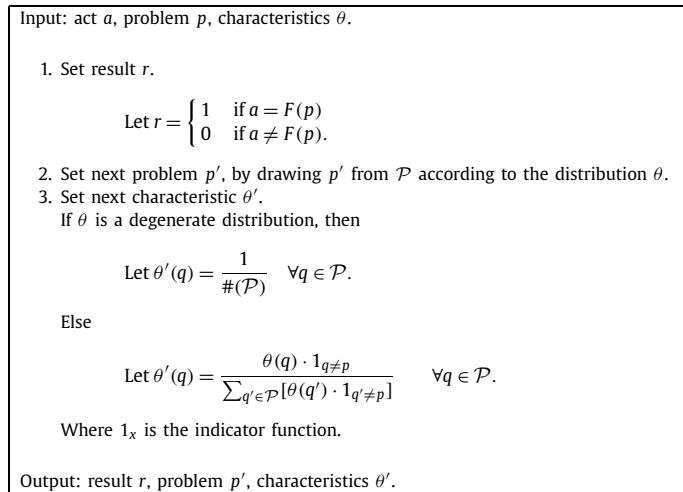 Input: act a, problem p, characteristics θ.
1. Set result r.
Let r = { 1 if a = F(p)
0 if a ≠ F(p).
2. Set next problem p′, by drawing p′ from 𝒫 according to the distribution θ.
3. Set next characteristic θ′.
If θ is a degenerate distribution, then
Let θ′(q) = 1/#(𝒫) ∀q ∈ 𝒫.
Else
Let θ′(q) = θ(q) · 1_{q≠p} / ∑_{q′∈𝒫}[θ(q′) · 1_{q′≠p}] ∀q ∈ 𝒫.
Where 1_x is the indicator function.
Output: result r, problem p′, characteristics θ′.